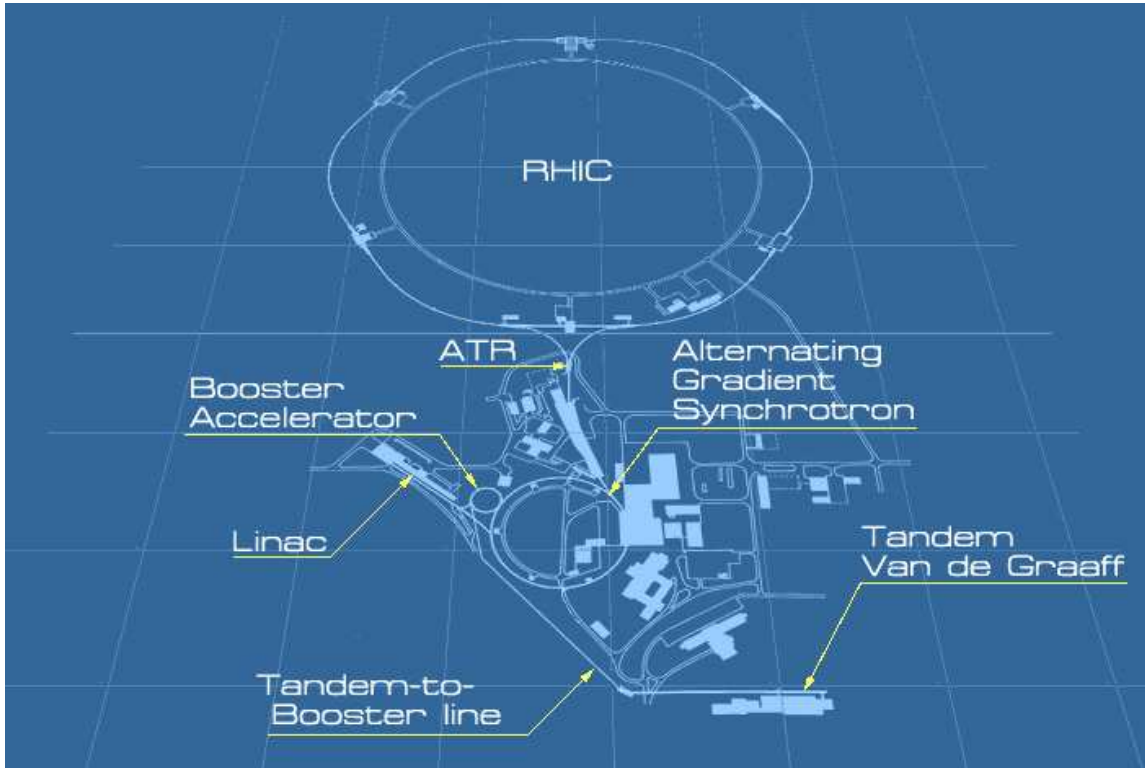 RHIC
ATR
Alternating
Gradient
Synchrotron
Booster
Accelerator
Linac
Tandem
Van de Graaff
Tandem-to-
Booster line